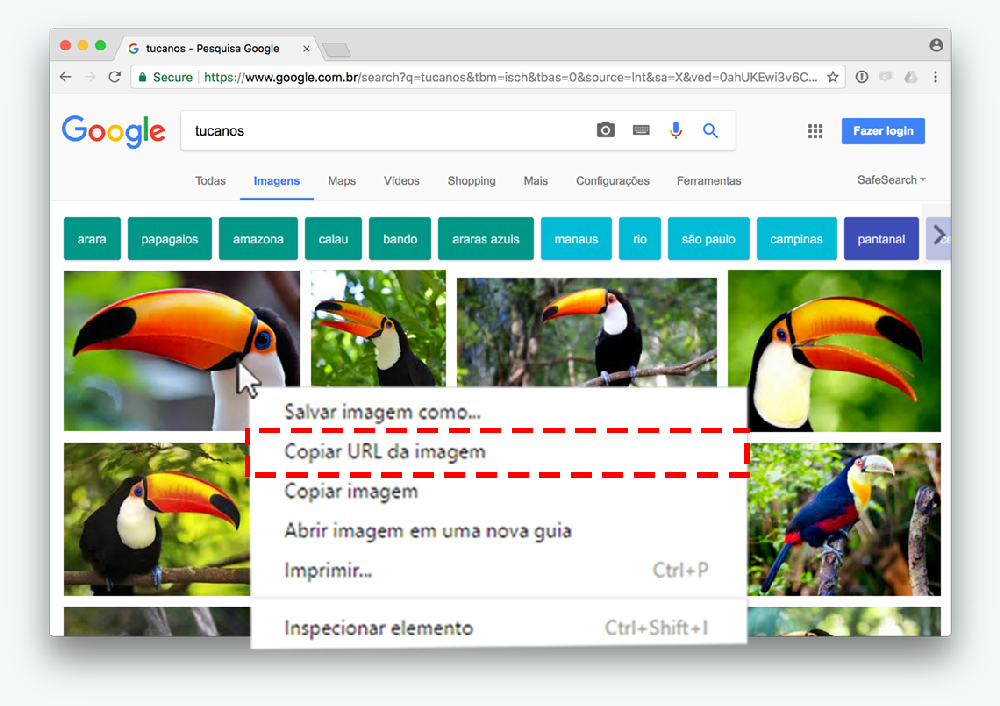 tucanos - Pesquisa Google
Secure https://www.google.com.br/search?q=tucanos&tbm=isch&tbas=0&source=lnt&sa=X&ved=0ahUKEwi3v6C...
Google tucanos Fazer login
Todas Imagens Maps Vídeos Shopping Mais Configurações Ferramentas SafeSearch
arara papagaios amazona calau bando araras azuis manaus rio são paulo campinas pantanal
Salvar imagem como...
Copiar URL da imagem
Copiar imagem
Abrir imagem em uma nova guia
Imprimir... Ctrl+P
Inspecionar elemento Ctrl+Shift+I